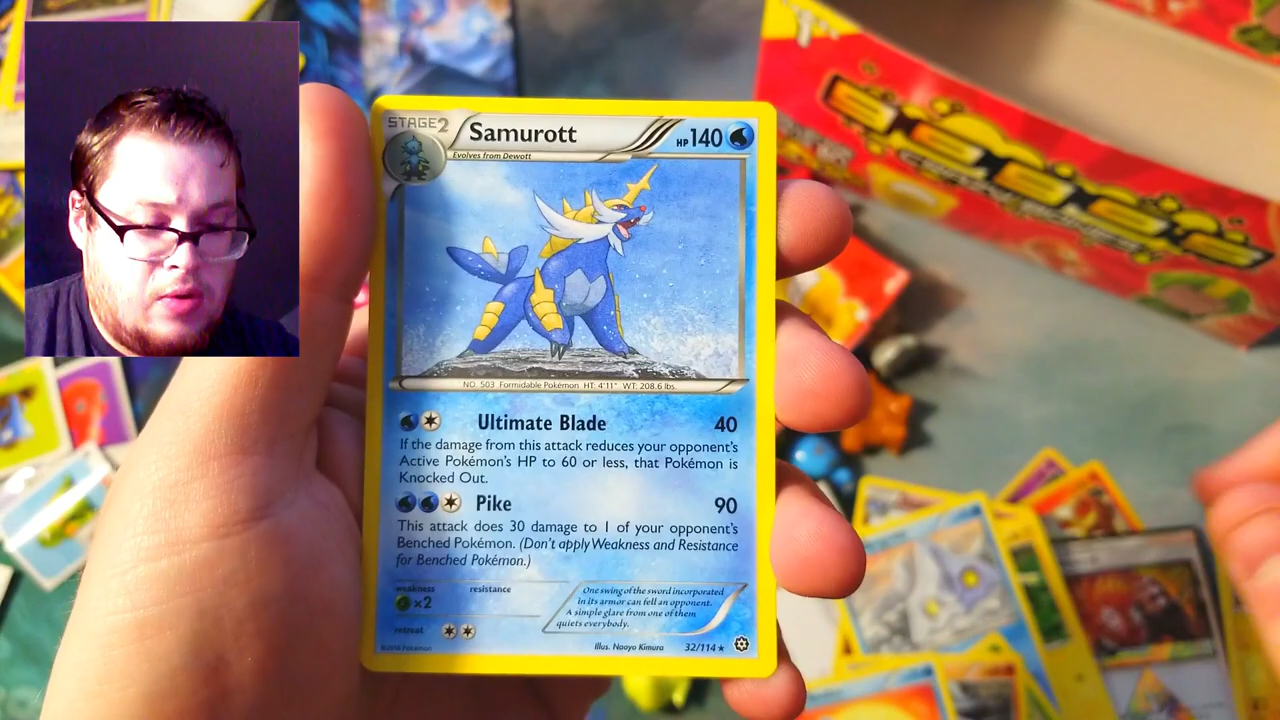 STAGE2
Samurott
HP 140
Evolves from Dewott
NO. 503 Formidable Pokémon HT: 4'11" WT: 208.6 lbs.
Ultimate Blade 40
If the damage from this attack reduces your opponent's
Active Pokémon's HP to 60 or less, that Pokémon is
Knocked Out.
Pike 90
This attack does 30 damage to 1 of your opponent's
Benched Pokémon. (Don't apply Weakness and Resistance
for Benched Pokémon.)
weakness resistance
×2
retreat
One swing of the sword incorporated
in its armor can fell an opponent.
A simple glare from one of them
quiets everybody.
©2016 Pokémon
Illus. Naoyo Kimura
32/114